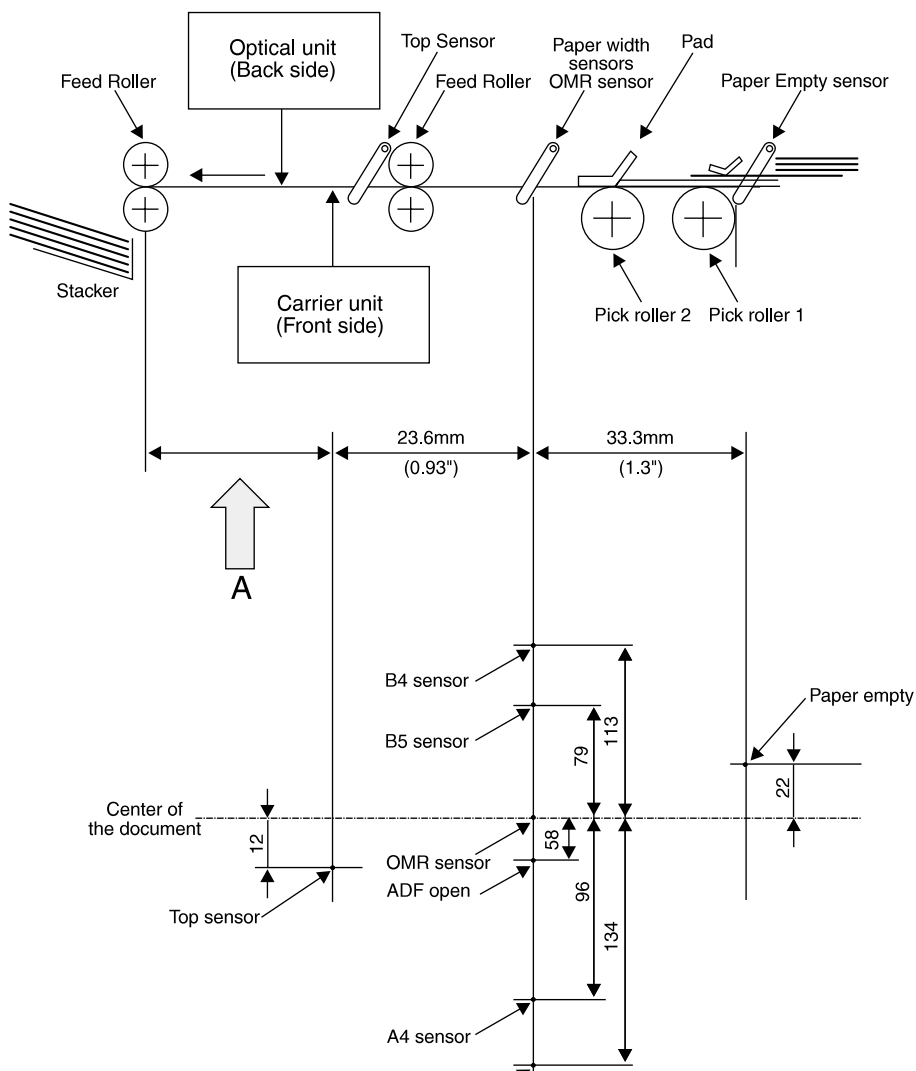 Optical unit
(Back side)
Top Sensor
Paper width
sensors
OMR sensor
Pad
Feed Roller
Feed Roller
Paper Empty sensor
Stacker
Carrier unit
(Front side)
Pick roller 2
Pick roller 1
23.6mm
(0.93")
33.3mm
(1.3")
A
B4 sensor
B5 sensor
Paper empty
113
79
22
Center of
the document
12
OMR sensor
58
ADF open
96
134
Top sensor
A4 sensor